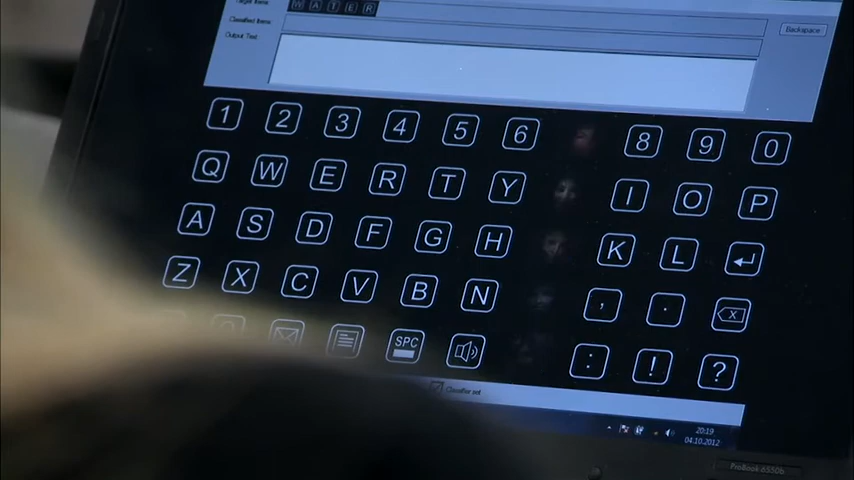 Target Items
WATER
Classified Items
Output Text
Backspace
1 2 3 4 5 6 8 9 0
Q W E R T Y I O P
A S D F G H K L
Z X C V B N , .
SPC : ! ?
Classifier set
20:19
04.10.2012
ProBook 6550b